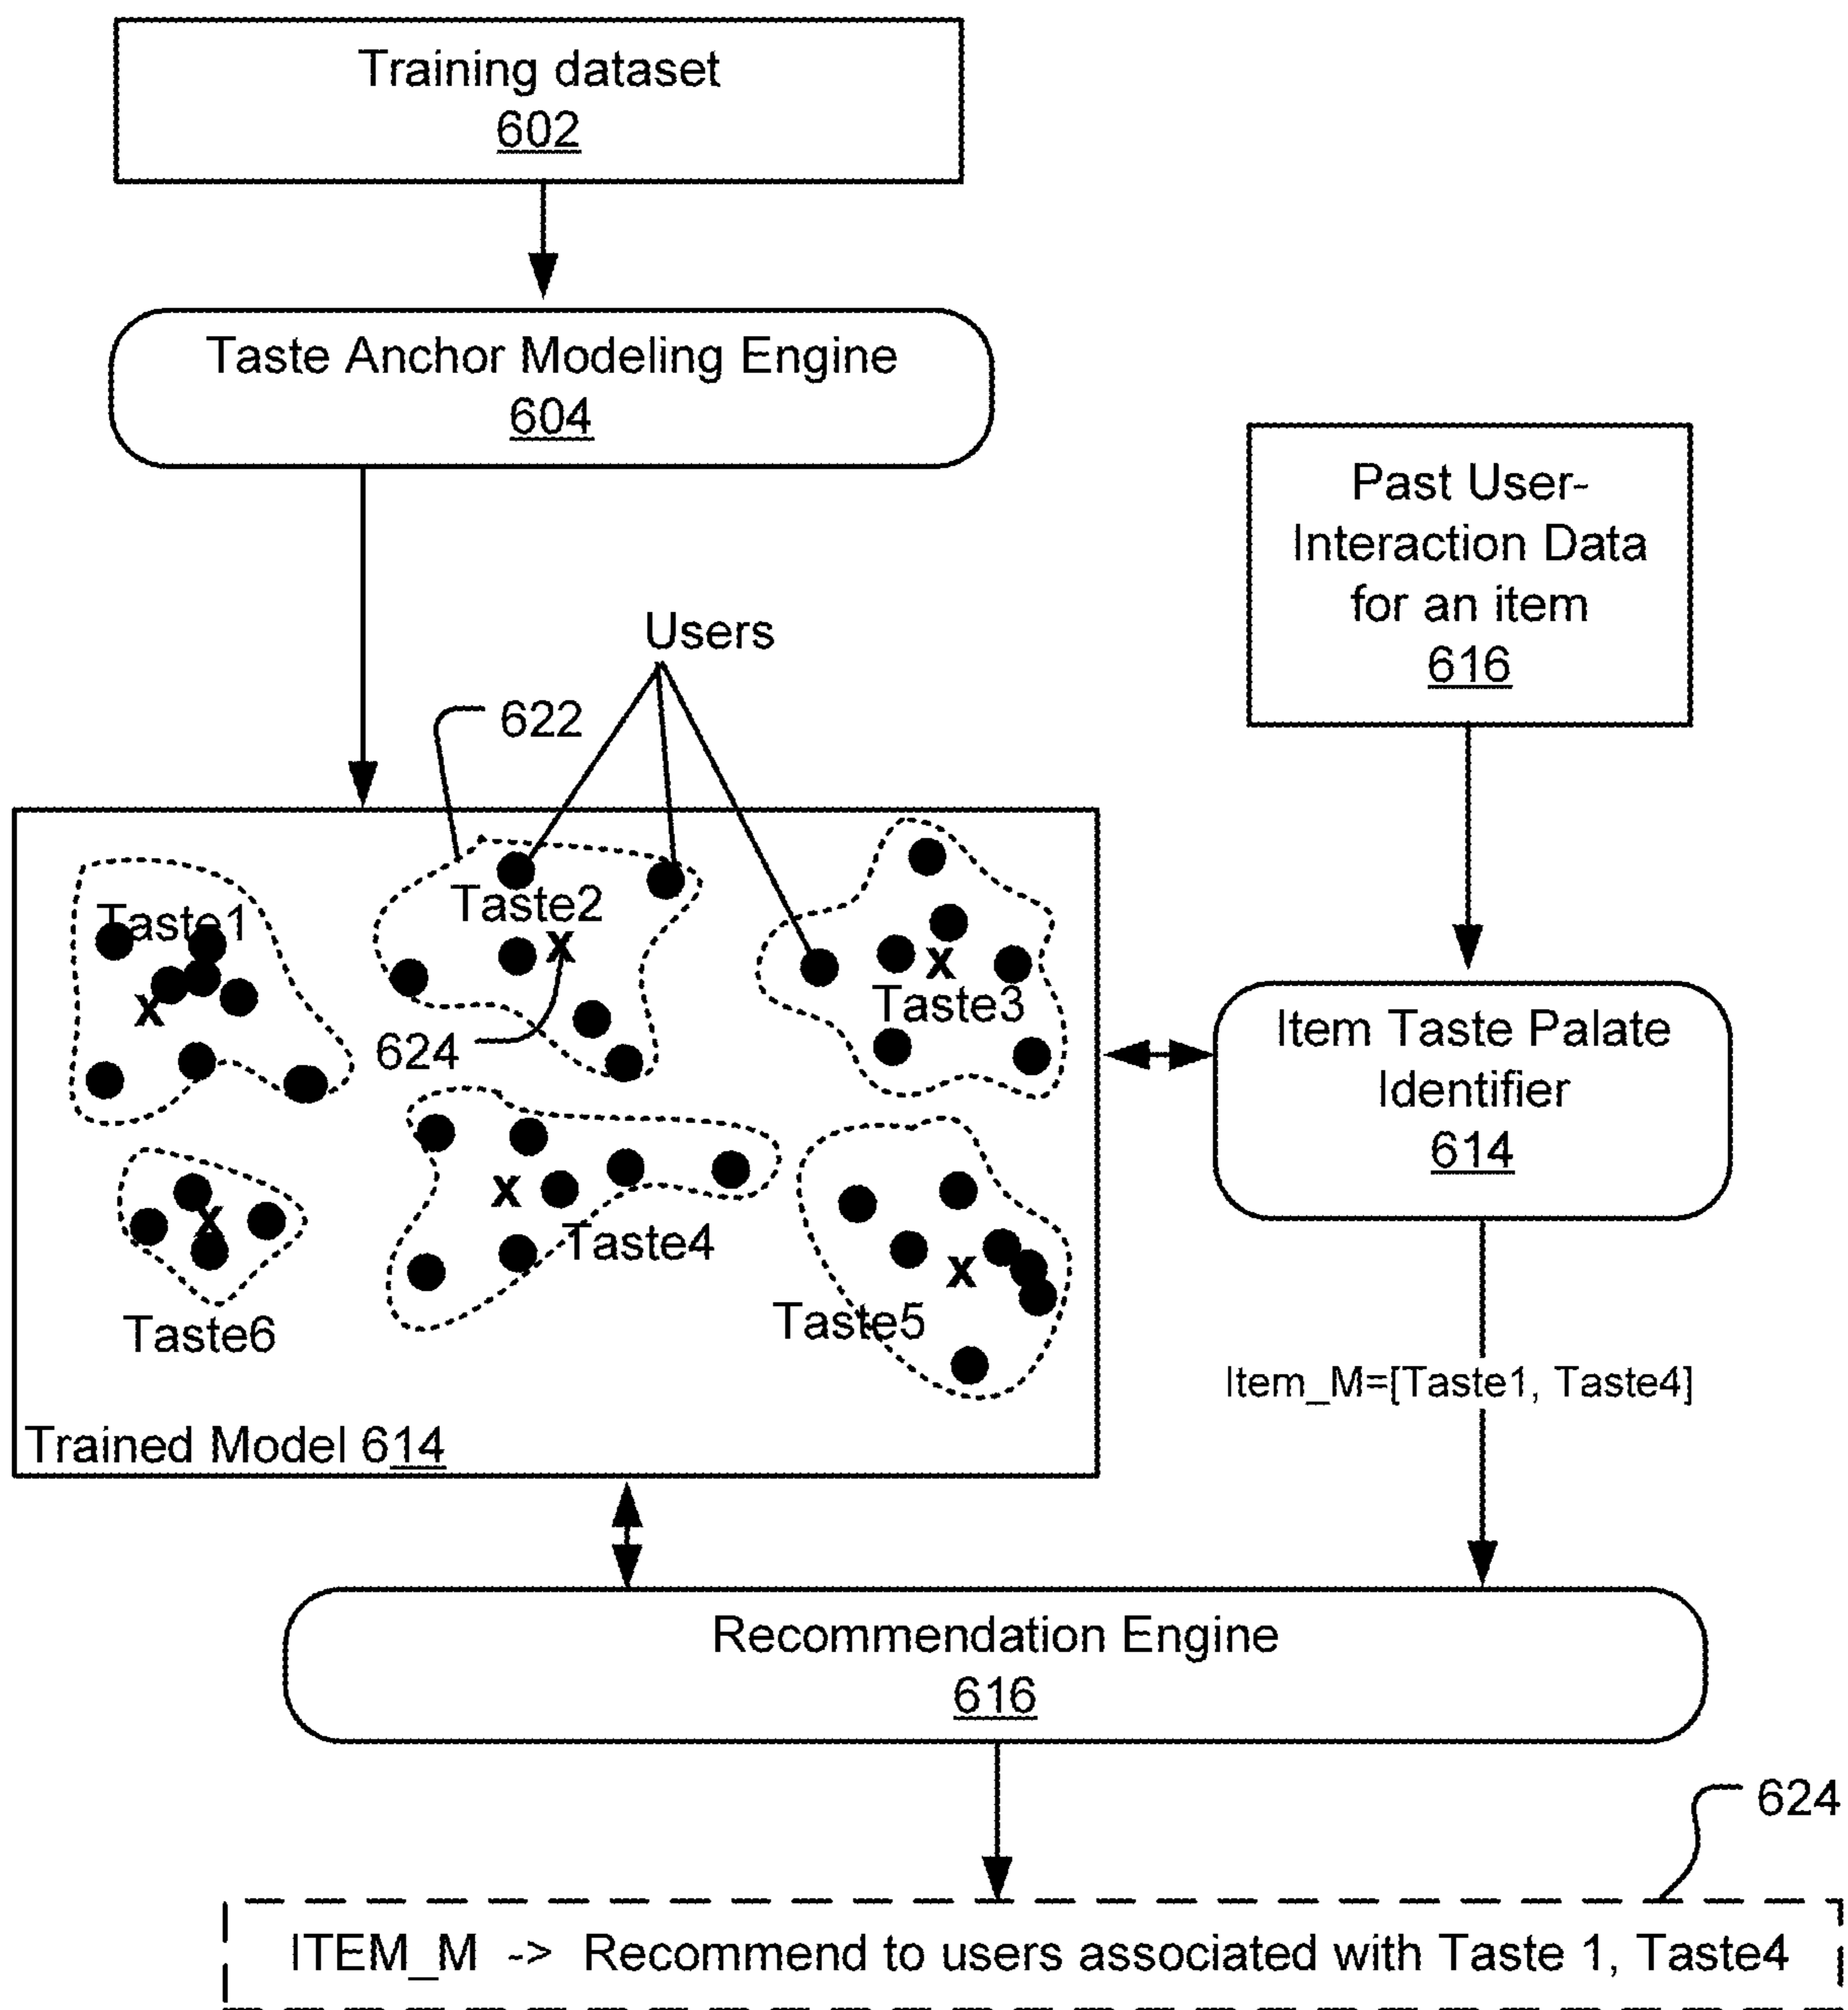 Training dataset
602
Taste Anchor Modeling Engine
604
Past User-
Interaction Data
for an item
616
Users
622
Taste1
Taste2
x
x
x
Taste3
624
Item Taste Palate
Identifier
614
x
x
x
Taste4
Taste5
Taste6
Item_M=[Taste1, Taste4]
Trained Model 614
Recommendation Engine
616
624
ITEM_M -> Recommend to users associated with Taste 1, Taste4